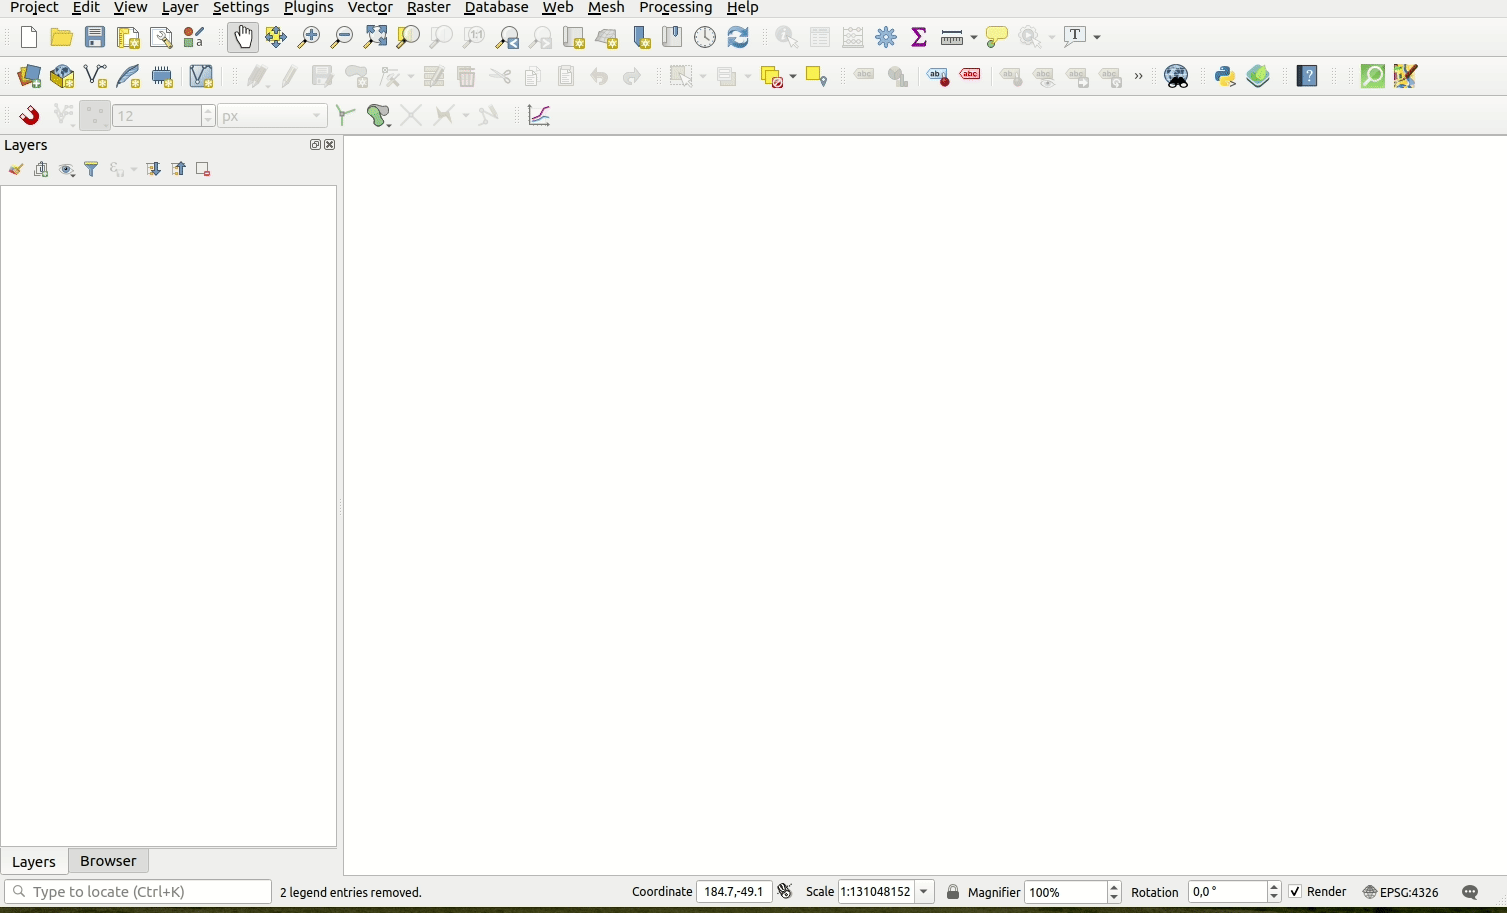 Project Edit View Layer Settings Plugins Vector Raster Database Web Mesh Processing Help
12 px
Layers
Layers Browser
Type to locate (Ctrl+K) 2 legend entries removed. Coordinate 184.7,-49.1 Scale 1:131048152 Magnifier 100% Rotation 0,0 ° Render EPSG:4326